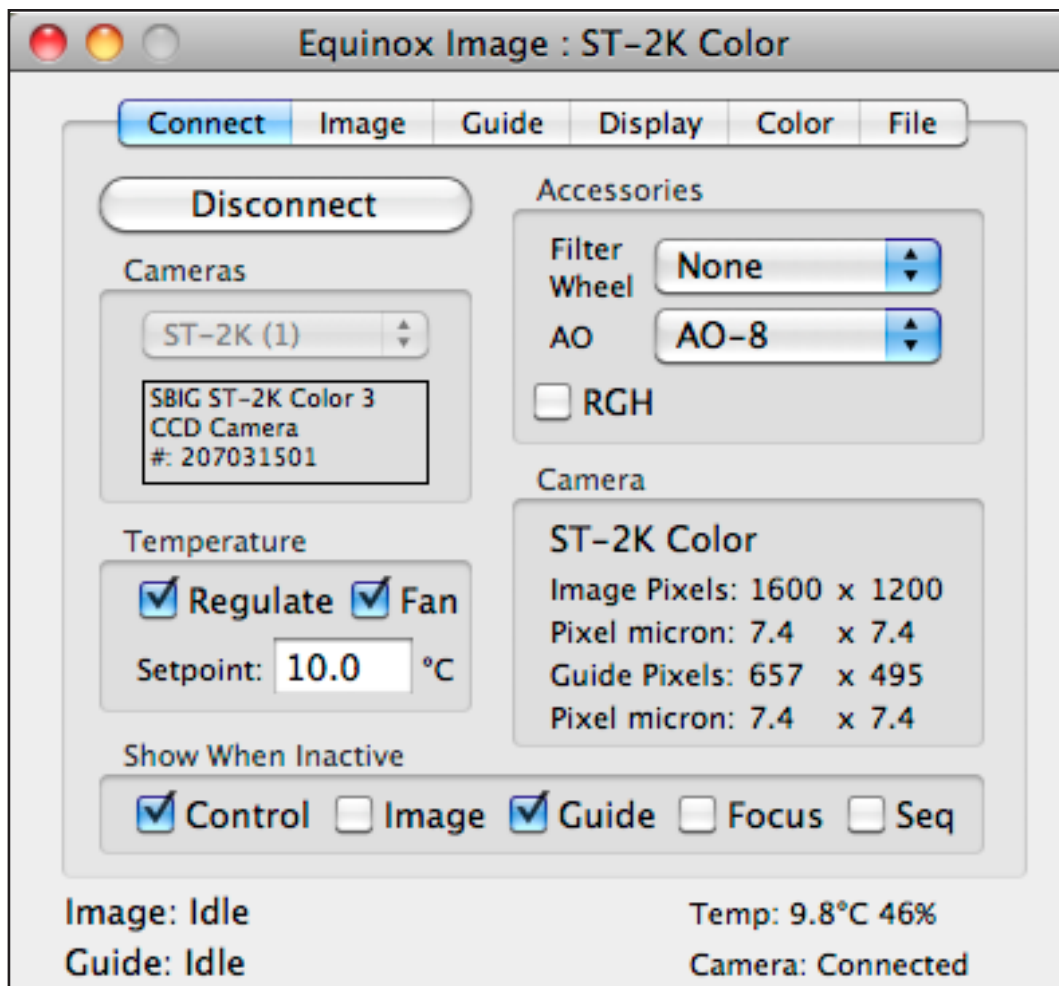 Equinox Image : ST-2K Color
Connect Image Guide Display Color File
Disconnect
Cameras
ST-2K (1)
SBIG ST-2K Color 3
CCD Camera
#: 207031501
Temperature
Regulate Fan
Setpoint: 10.0 °C
Accessories
Filter
Wheel
None
AO AO-8
RGH
Camera
ST-2K Color
Image Pixels: 1600 x 1200
Pixel micron: 7.4 x 7.4
Guide Pixels: 657 x 495
Pixel micron: 7.4 x 7.4
Show When Inactive
Control Image Guide Focus Seq
Image: Idle
Guide: Idle
Temp: 9.8°C 46%
Camera: Connected